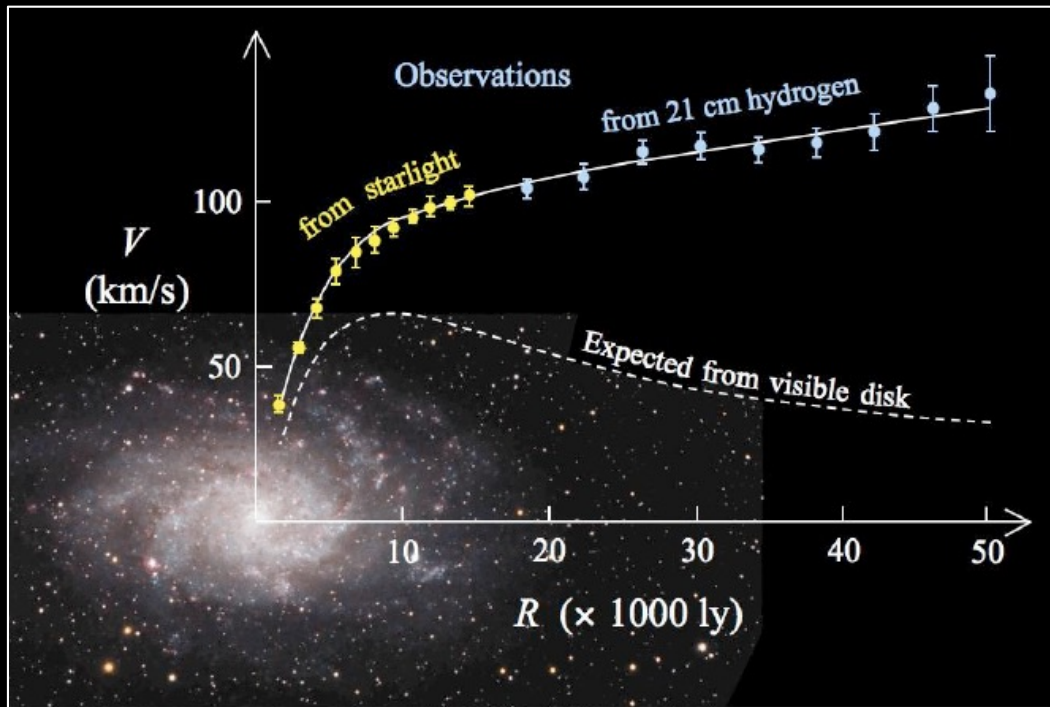 Observations
from 21 cm hydrogen
from starlight
100
V
(km/s)
50
Expected from visible disk
10
20
30
40
50
R (× 1000 ly)